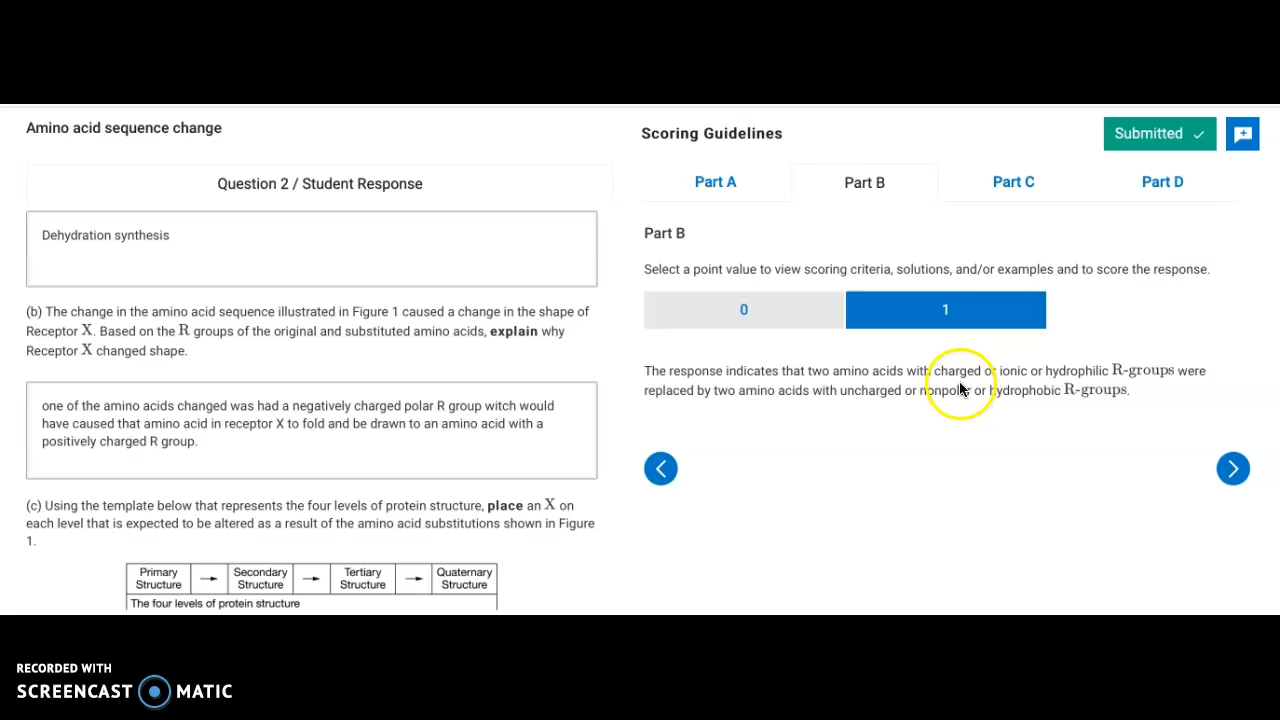 Amino acid sequence change
Question 2 / Student Response
Dehydration synthesis
(b) The change in the amino acid sequence illustrated in Figure 1 caused a change in the shape of
Receptor X. Based on the R groups of the original and substituted amino acids, explain why
Receptor X changed shape.
one of the amino acids changed was had a negatively charged polar R group witch would
have caused that amino acid in receptor X to fold and be drawn to an amino acid with a
positively charged R group.
(c) Using the template below that represents the four levels of protein structure, place an X on
each level that is expected to be altered as a result of the amino acid substitutions shown in Figure
1.
Primary Structure → Secondary Structure → Tertiary Structure → Quaternary Structure
The four levels of protein structure
Scoring Guidelines
Submitted ✓
Part A Part B Part C Part D
Part B
Select a point value to view scoring criteria, solutions, and/or examples and to score the response.
0 1
The response indicates that two amino acids with charged or ionic or hydrophilic R-groups were
replaced by two amino acids with uncharged or nonpolar or hydrophobic R-groups.
RECORDED WITH
SCREENCAST MATIC